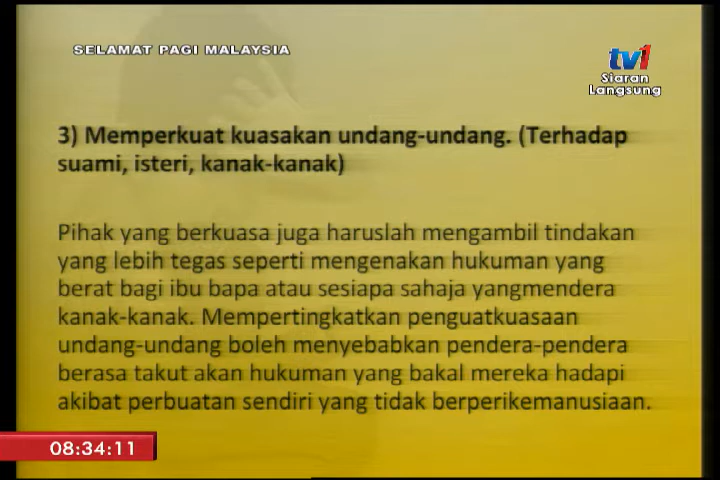 SELAMAT PAGI MALAYSIA
tv1
Siaran
Langsung
3) Memperkuat kuasakan undang-undang. (Terhadap
suami, isteri, kanak-kanak)
Pihak yang berkuasa juga haruslah mengambil tindakan
yang lebih tegas seperti mengenakan hukuman yang
berat bagi ibu bapa atau sesiapa sahaja yangmendera
kanak-kanak. Mempertingkatkan penguatkuasaan
undang-undang boleh menyebabkan pendera-pendera
berasa takut akan hukuman yang bakal mereka hadapi
akibat perbuatan sendiri yang tidak berperikemanusiaan.
08:34:11